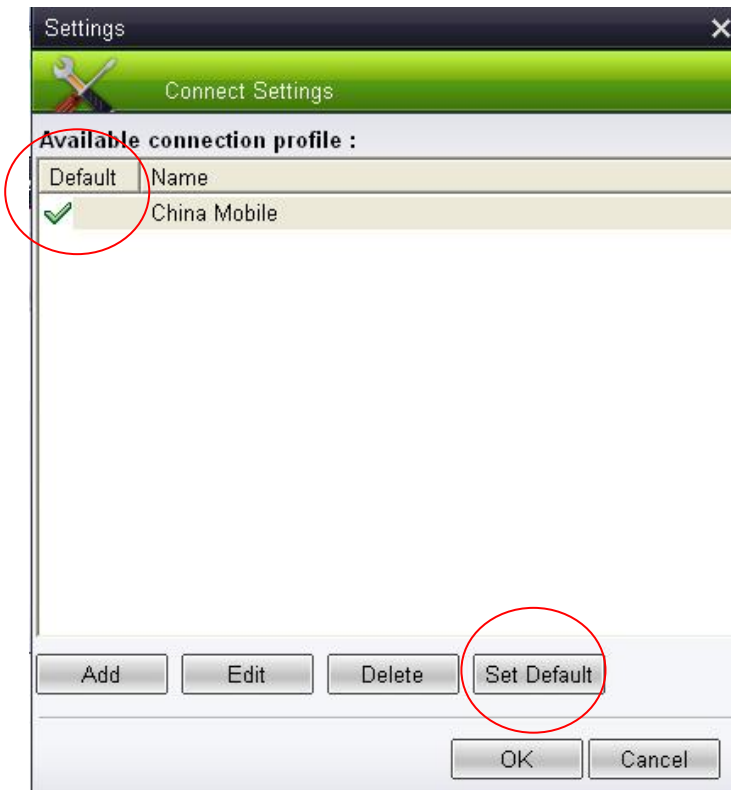 Settings
Connect Settings
Available connection profile :
Default Name
China Mobile
Add Edit Delete Set Default
OK Cancel